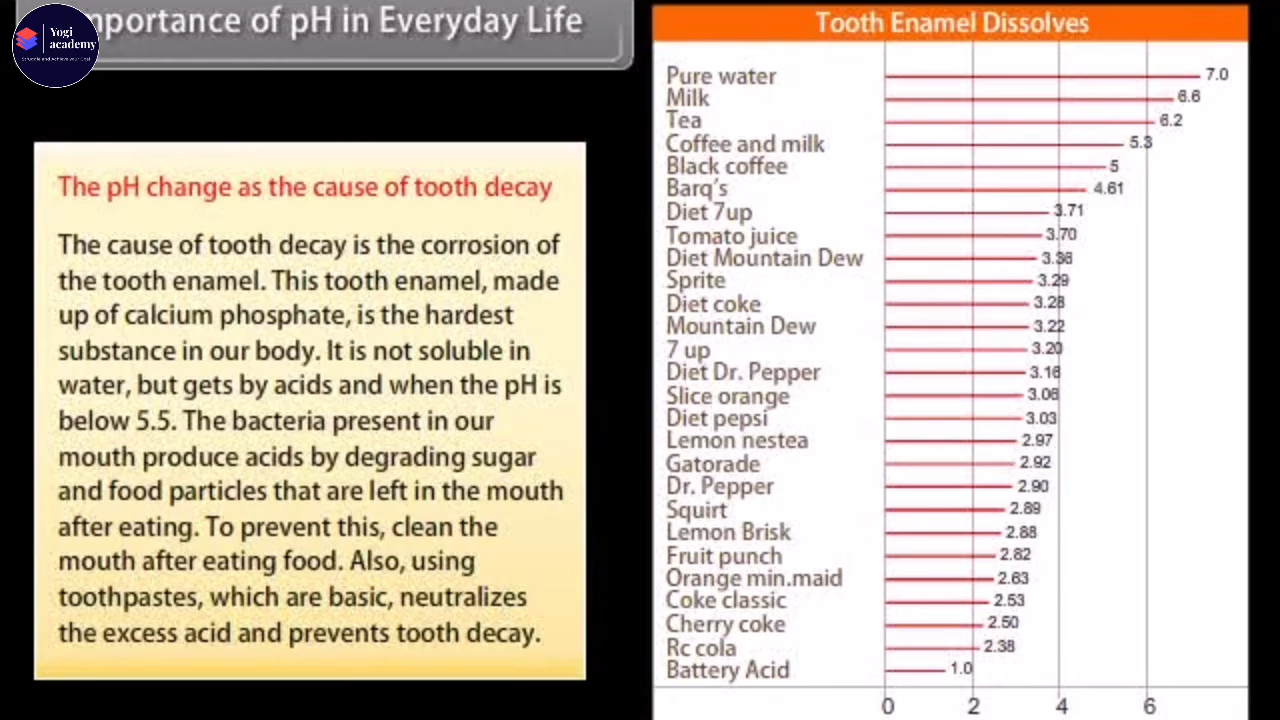 mportance of pH in Everyday Life
Yogi
academy
Struggle and Achieve your Goal
The pH change as the cause of tooth decay
The cause of tooth decay is the corrosion of
the tooth enamel. This tooth enamel, made
up of calcium phosphate, is the hardest
substance in our body. It is not soluble in
water, but gets by acids and when the pH is
below 5.5. The bacteria present in our
mouth produce acids by degrading sugar
and food particles that are left in the mouth
after eating. To prevent this, clean the
mouth after eating food. Also, using
toothpastes, which are basic, neutralizes
the excess acid and prevents tooth decay.
Tooth Enamel Dissolves
Pure water 7.0
Milk 6.6
Tea 6.2
Coffee and milk 5.3
Black coffee 5
Barq's 4.61
Diet 7up 3.71
Tomato juice 3.70
Diet Mountain Dew 3.36
Sprite 3.29
Diet coke 3.28
Mountain Dew 3.22
7 up 3.20
Diet Dr. Pepper 3.16
Slice orange 3.06
Diet pepsi 3.03
Lemon nestea 2.97
Gatorade 2.92
Dr. Pepper 2.90
Squirt 2.89
Lemon Brisk 2.88
Fruit punch 2.82
Orange min.maid 2.63
Coke classic 2.53
Cherry coke 2.50
Rc cola 2.38
Battery Acid 1.0
0 2 4 6